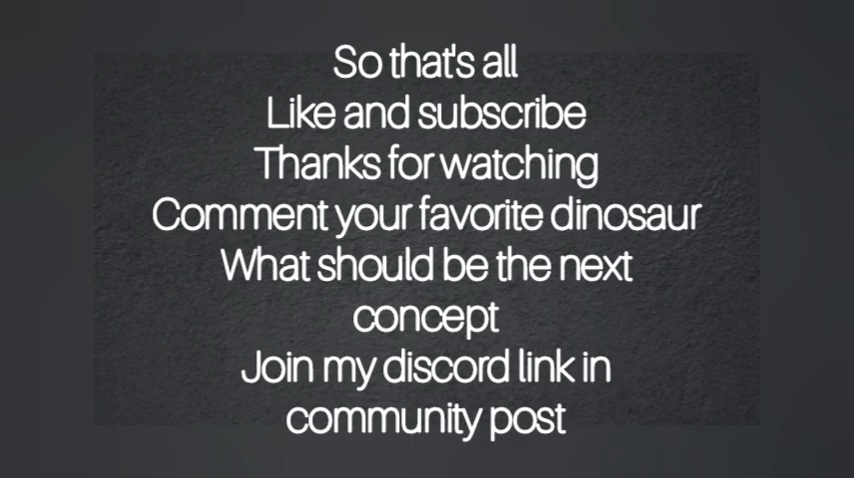 So that's all
Like and subscribe
Thanks for watching
Comment your favorite dinosaur
What should be the next
concept
Join my discord link in
community post